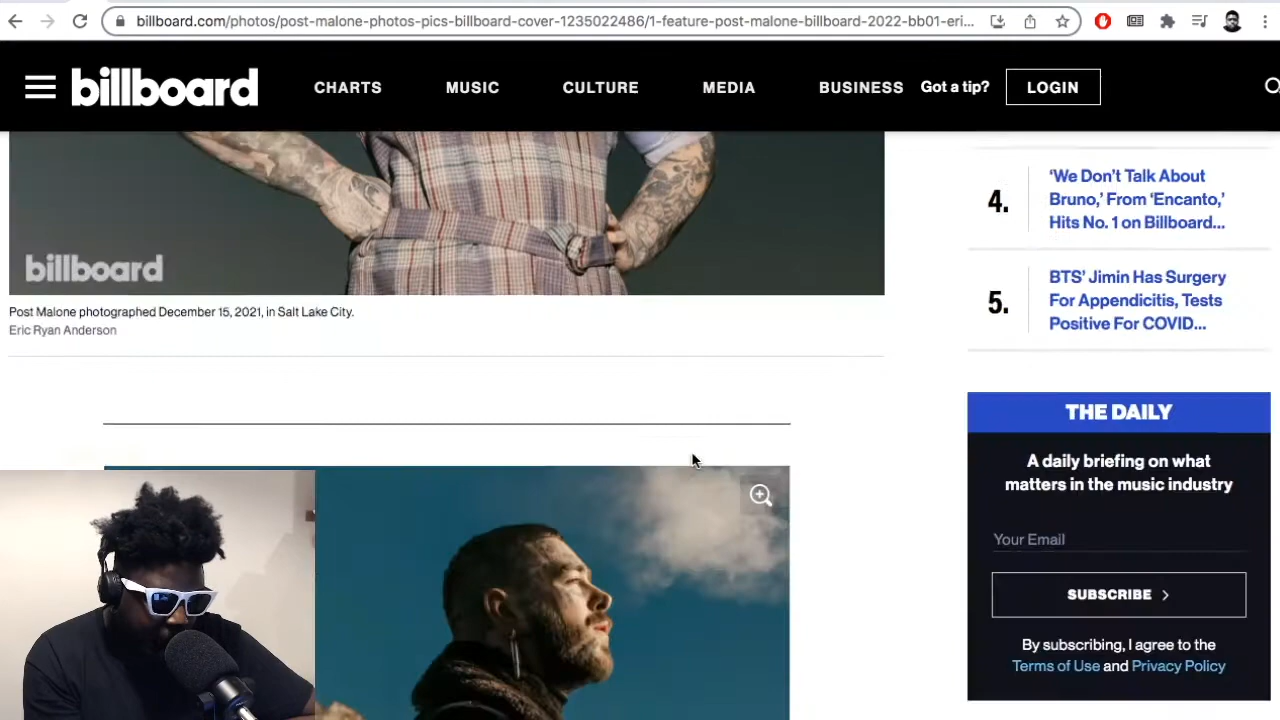 billboard.com/photos/post-malone-photos-pics-billboard-cover-1235022486/1-feature-post-malone-billboard-2022-bb01-eri...
billboard
CHARTS
MUSIC
CULTURE
MEDIA
BUSINESS
Got a tip?
LOGIN
billboard
Post Malone photographed December 15, 2021, in Salt Lake City.
Eric Ryan Anderson
4.
‘We Don’t Talk About
Bruno,’ From ‘Encanto,’
Hits No. 1 on Billboard...
5.
BTS’ Jimin Has Surgery
For Appendicitis, Tests
Positive For COVID...
THE DAILY
A daily briefing on what
matters in the music industry
Your Email
SUBSCRIBE >
By subscribing, I agree to the
Terms of Use and Privacy Policy